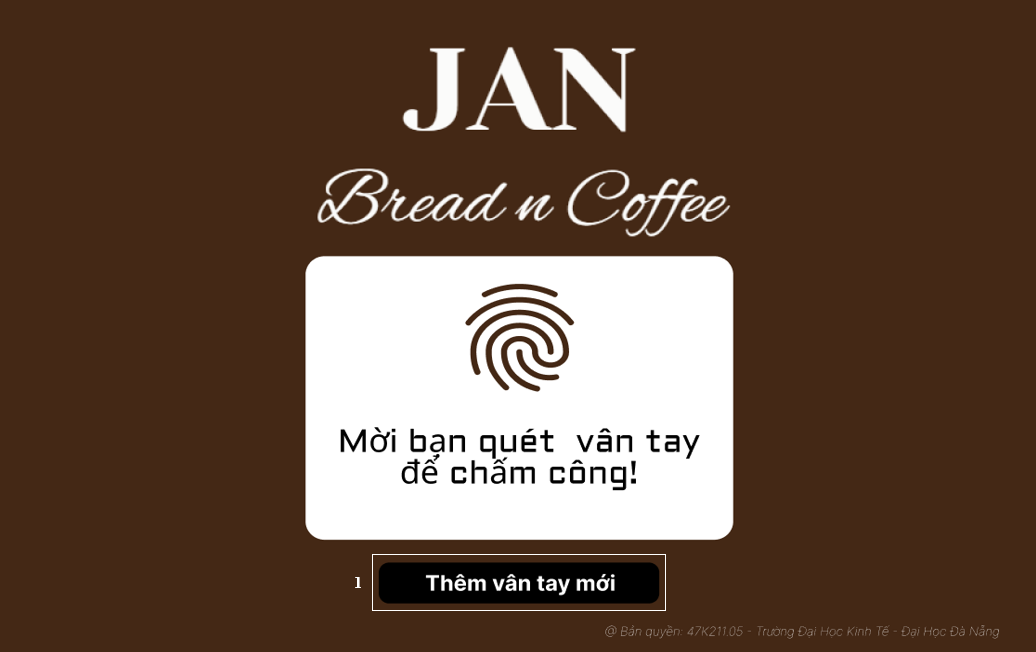 JAN
Bread n Coffee
Mời bạn quét vân tay
để chấm công!
1 Thêm vân tay mới
@ Bản quyền: 47K211.05 - Trường Đại Học Kinh Tế - Đại Học Đà Nẵng